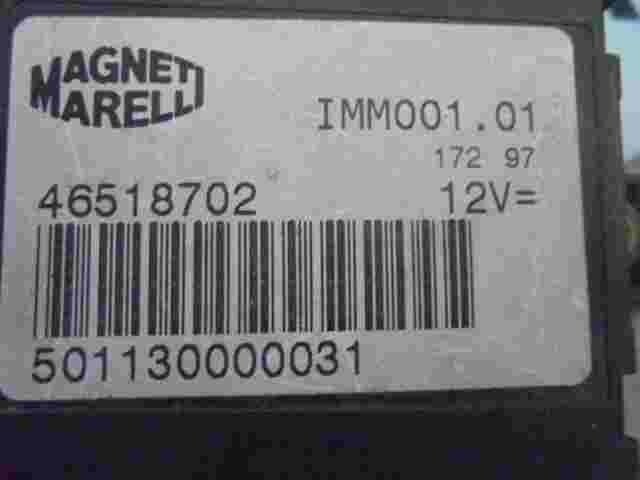 MAGNETI
MARELLI
IMM001.01
172 97
46518702
12V=
501130000031